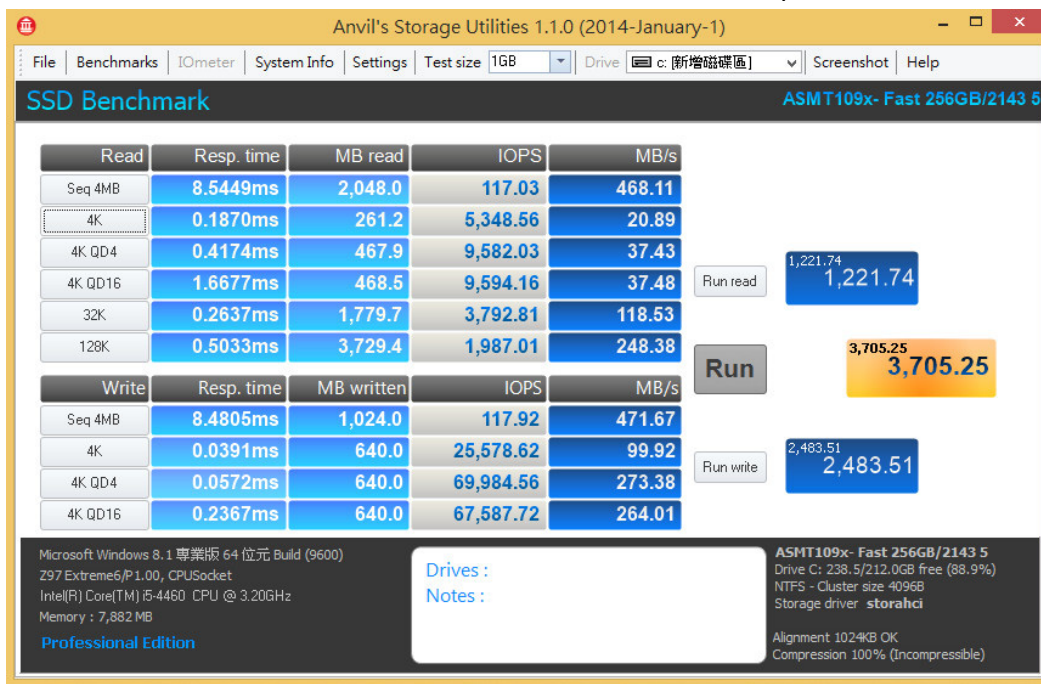 Anvil's Storage Utilities 1.1.0 (2014-January-1)
File Benchmarks IOmeter System Info Settings Test size 1GB Drive c: [新增磁碟區] Screenshot Help
SSD Benchmark ASMT109x- Fast 256GB/2143 5
Read Resp. time MB read IOPS MB/s
Seq 4MB 8.5449ms 2,048.0 117.03 468.11
4K 0.1870ms 261.2 5,348.56 20.89
4K QD4 0.4174ms 467.9 9,582.03 37.43
4K QD16 1.6677ms 468.5 9,594.16 37.48
32K 0.2637ms 1,779.7 3,792.81 118.53
128K 0.5033ms 3,729.4 1,987.01 248.38
Run read
1,221.74
1,221.74
Run
3,705.25
3,705.25
Write Resp. time MB written IOPS MB/s
Seq 4MB 8.4805ms 1,024.0 117.92 471.67
4K 0.0391ms 640.0 25,578.62 99.92
4K QD4 0.0572ms 640.0 69,984.56 273.38
4K QD16 0.2367ms 640.0 67,587.72 264.01
Run write
2,483.51
2,483.51
Microsoft Windows 8.1 專業版 64 位元 Build (9600)
Z97 Extreme6/P1.00, CPUSocket
Intel(R) Core(TM) i5-4460 CPU @ 3.20GHz
Memory : 7,882 MB
Professional Edition
Drives :
Notes :
ASMT109x- Fast 256GB/2143 5
Drive C: 238.5/212.0GB free (88.9%)
NTFS - Cluster size 4096B
Storage driver storahci
Alignment 1024KB OK
Compression 100% (Incompressible)